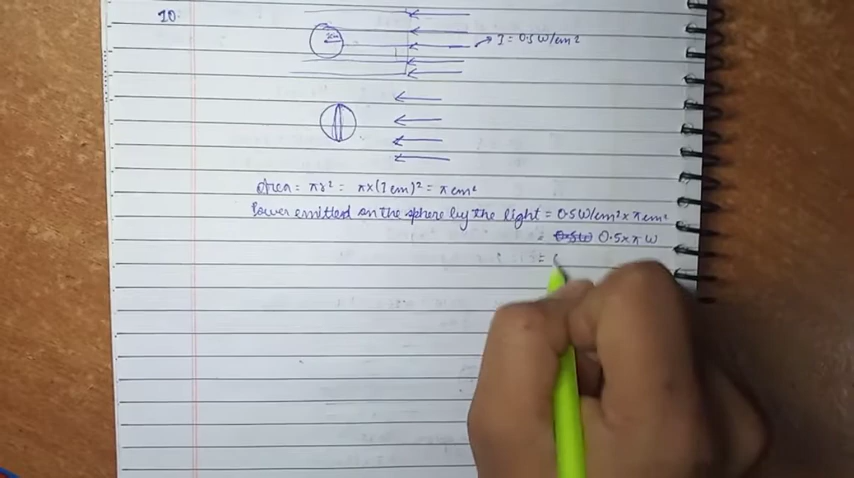 10.
1cm
I = 0.5 W/cm²
Area = πr² = π×(1 cm)² = π cm²
Power emitted on the sphere by the light = 0.5 W/cm² × π cm²
= 0.5×π W
=